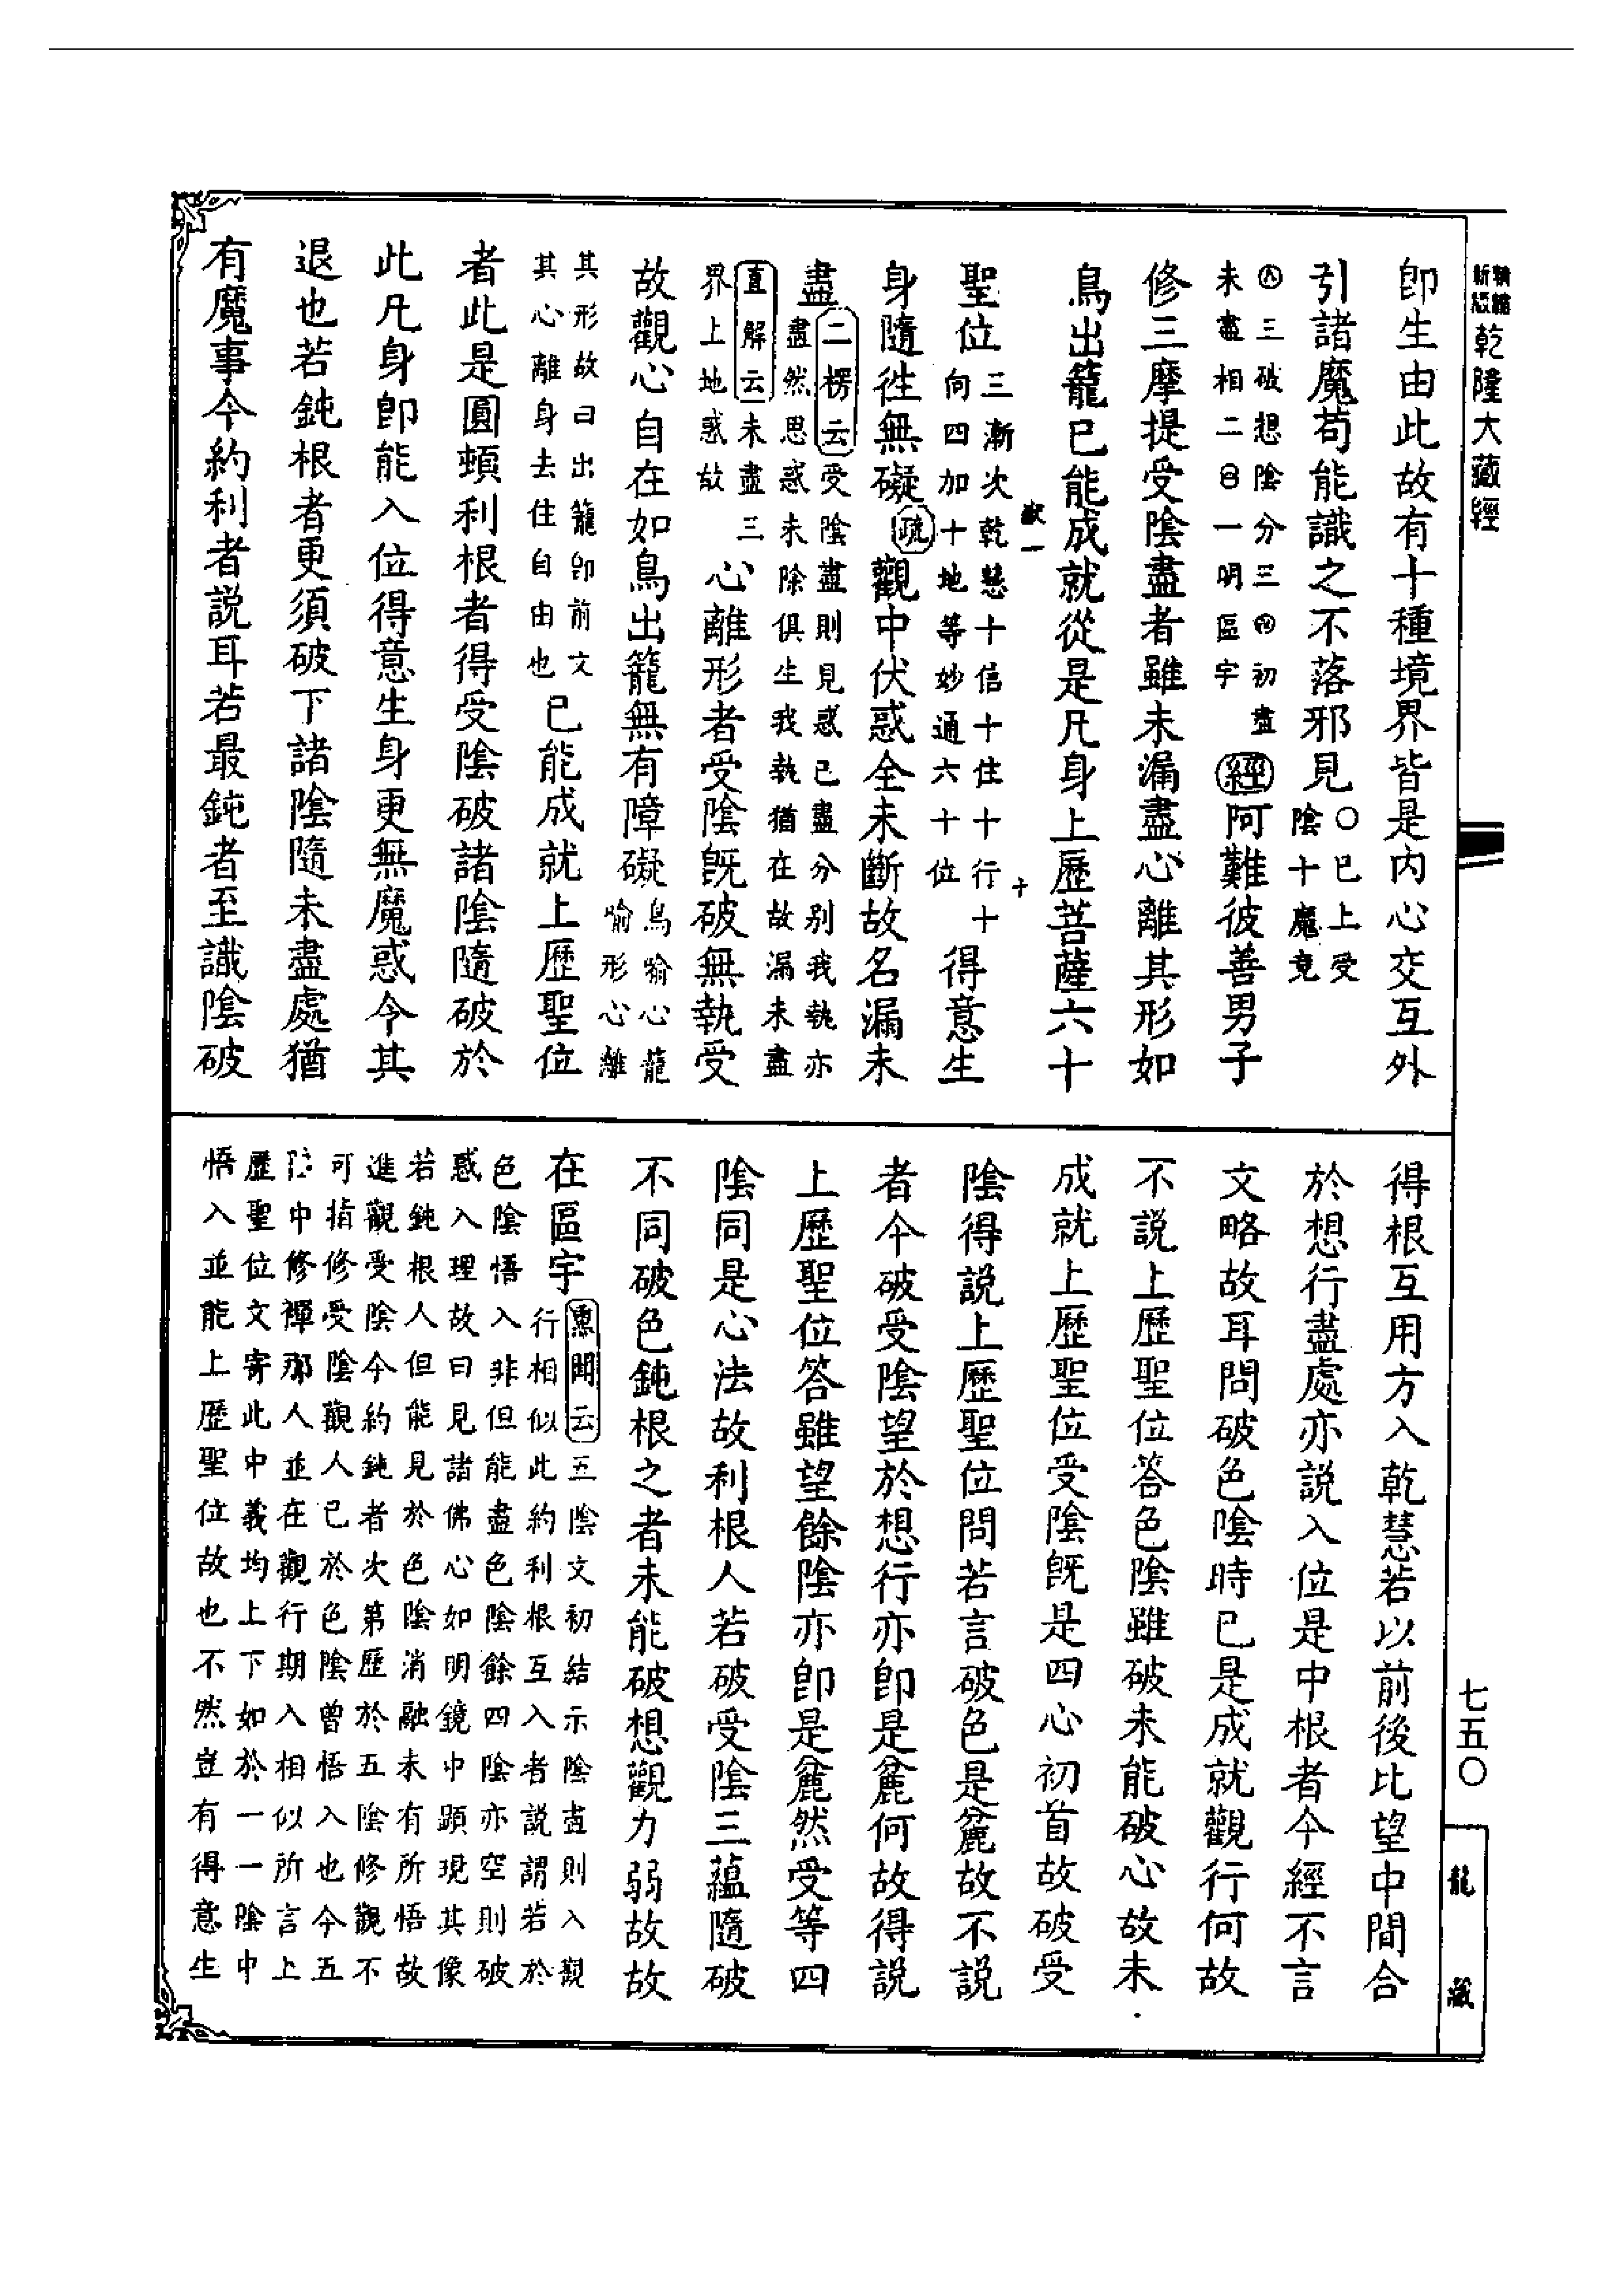 乾隆大藏經
即生由此故有十種境界皆是內心交互外
引諸魔苟能識之不落邪見○已上受
陰十魔竟
三破想陰分三 初盡
未盡相二 一明區宇
經阿難彼善男子
修三摩提受陰盡者雖未漏盡心離其形如
鳥出籠已能成就從是凡身上歷菩薩六十
聖位三漸次乾慧十信十住十行十
向四加十地等妙通六十位
得意生
身隨徃無礙疏觀中伏惑全未斷故名漏未
盡二楞云受陰盡則見惑已盡分别我執亦
盡然思惑未除俱生我執猶在故漏未盡
直解云未盡三
界上地惑故
心離形者受陰旣破無執受
故觀心自在如鳥出籠無有障礙鳥喻心籠
喻形心離
其形故曰出籠卽前文
其心離身去住自由也
已能成就上歷聖位
者此是圓頓利根者得受陰破諸陰隨破於
此凡身卽能入位得意生身更無魔惑今其
退也若鈍根者更須破下諸陰隨未盡處猶
有魔事今約利者説耳若最鈍者至識陰破
得根互用方入乾慧若以前後比望中間合
於想行盡處亦説入位是中根者今經不言
文略故耳問破色陰時已是成就觀行何故
不説上歷聖位答色陰雖破未能破心故未
成就上歷聖位受陰旣是四心初首故破受
陰得説上歷聖位問若言破色是麄故不説
者今破受陰望於想行亦卽是麄何故得説
上歷聖位答雖望餘陰亦卽是麄然受等四
陰同是心法故利根人若破受陰三蘊隨破
不同破色鈍根之者未能破想觀力弱故故
在區宇
熏聞云五陰文初結示陰盡則入觀
行相似此約利根互入者説謂若於
色陰悟入非但能盡色陰餘四陰亦空則破
惑入理故曰見諸佛心如明鏡中顕現其像
若鈍根人但能見於色陰消融未有所悟故
進觀受陰今約鈍者次第歷於五陰修觀不
可指修受陰觀人已於色陰曾悟入也今五
陰中修禪那人並在觀行期入相似所言上
歷聖位文寄此中義均上下如於一一陰中
悟入並能上歷聖位故也不然豈有得意生
七五〇
龍藏